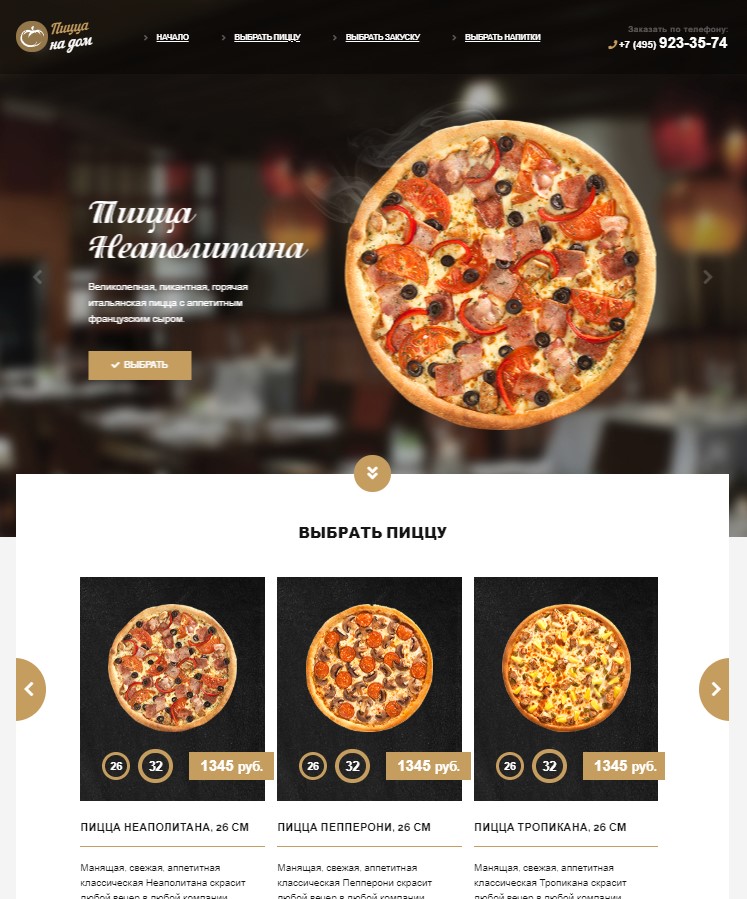 Пицца
на дом
НАЧАЛО
ВЫБРАТЬ ПИЦЦУ
ВЫБРАТЬ ЗАКУСКУ
ВЫБРАТЬ НАПИТКИ
Заказать по телефону:
+7 (495) 923-35-74
Пицца
Неаполитана
Великолепная, пикантная, горячая
итальянская пицца с аппетитным
французским сыром.
ВЫБРАТЬ
ВЫБРАТЬ ПИЦЦУ
26 32 1345 руб.
26 32 1345 руб.
26 32 1345 руб.
ПИЦЦА НЕАПОЛИТАНА, 26 СМ
ПИЦЦА ПЕППЕРОНИ, 26 СМ
ПИЦЦА ТРОПИКАНА, 26 СМ
Манящая, свежая, аппетитная
классическая Неаполитана скрасит
любой вечер в любой компании
Манящая, свежая, аппетитная
классическая Пепперони скрасит
любой вечер в любой компании
Манящая, свежая, аппетитная
классическая Тропикана скрасит
любой вечер в любой компании